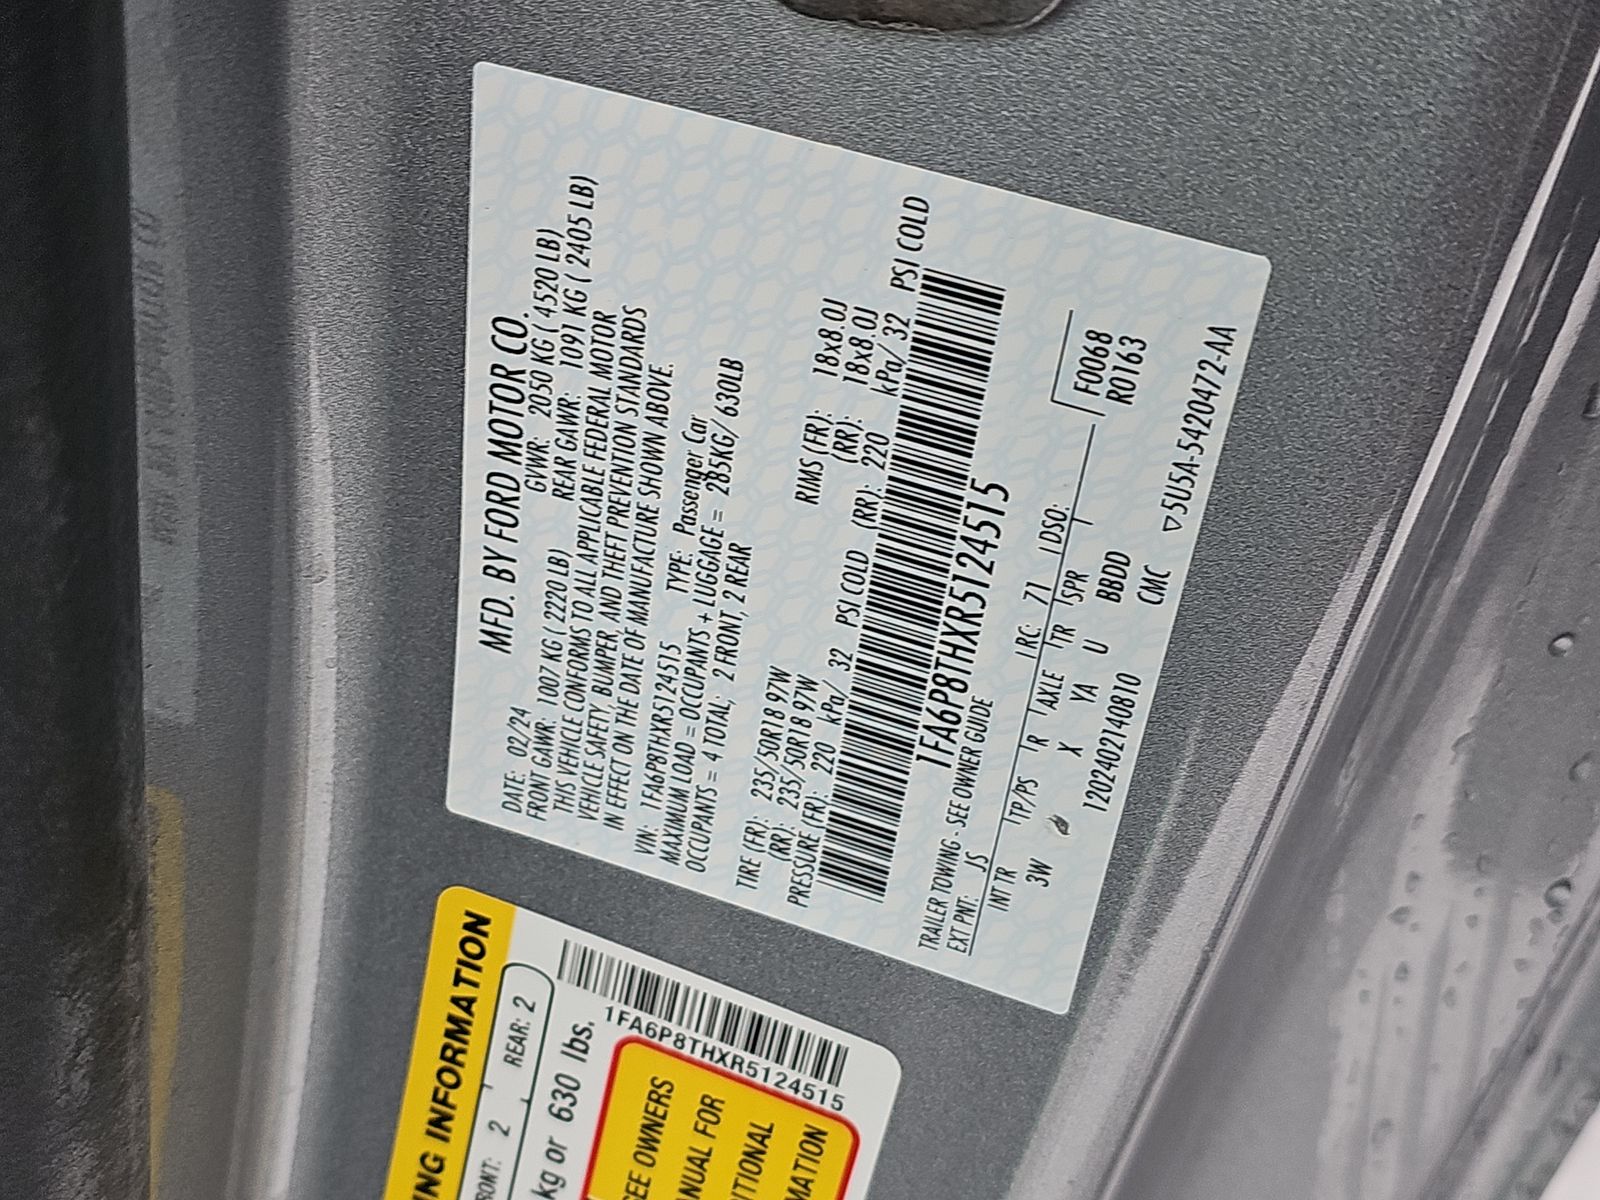 MFD. BY FORD MOTOR CO.
DATE: 02/24 GVWR: 2050 KG ( 4520 LB)
FRONT GAWR: 1007 KG ( 2220 LB) REAR GAWR: 1091 KG ( 2405 LB)
THIS VEHICLE CONFORMS TO ALL APPLICABLE FEDERAL MOTOR
VEHICLE SAFETY, BUMPER, AND THEFT PREVENTION STANDARDS
IN EFFECT ON THE DATE OF MANUFACTURE SHOWN ABOVE.
VIN: 1FA6P8THXR5124515 TYPE: Passenger Car
MAXIMUM LOAD = OCCUPANTS + LUGGAGE = 285KG/ 630LB
OCCUPANTS = 4 TOTAL; 2 FRONT, 2 REAR
TIRE (FR): 235/50R18 97W RIMS (FR): 18x8.0J
(RR): 235/50R18 97W (RR): 18x8.0J
PRESSURE (FR): 220 kPa/ 32 PSI COLD (RR): 220 kPa/ 32 PSI COLD
1FA6P8THXR5124515
TRAILER TOWING - SEE OWNER GUIDE
EXT PNT: JS RC: 71 DSO:
INT TR TP/PS R AXLE TR SPR
3W X YA U BBDD
F0068
R0163
1202402140810 CMC ▽5U5A-5420472-AA
NG INFORMATION
RONT: 2 REAR: 2
kg or 630 lbs.
1FA6P8THXR5124515
SEE OWNERS
NUAL FOR
ITIONAL
MATION